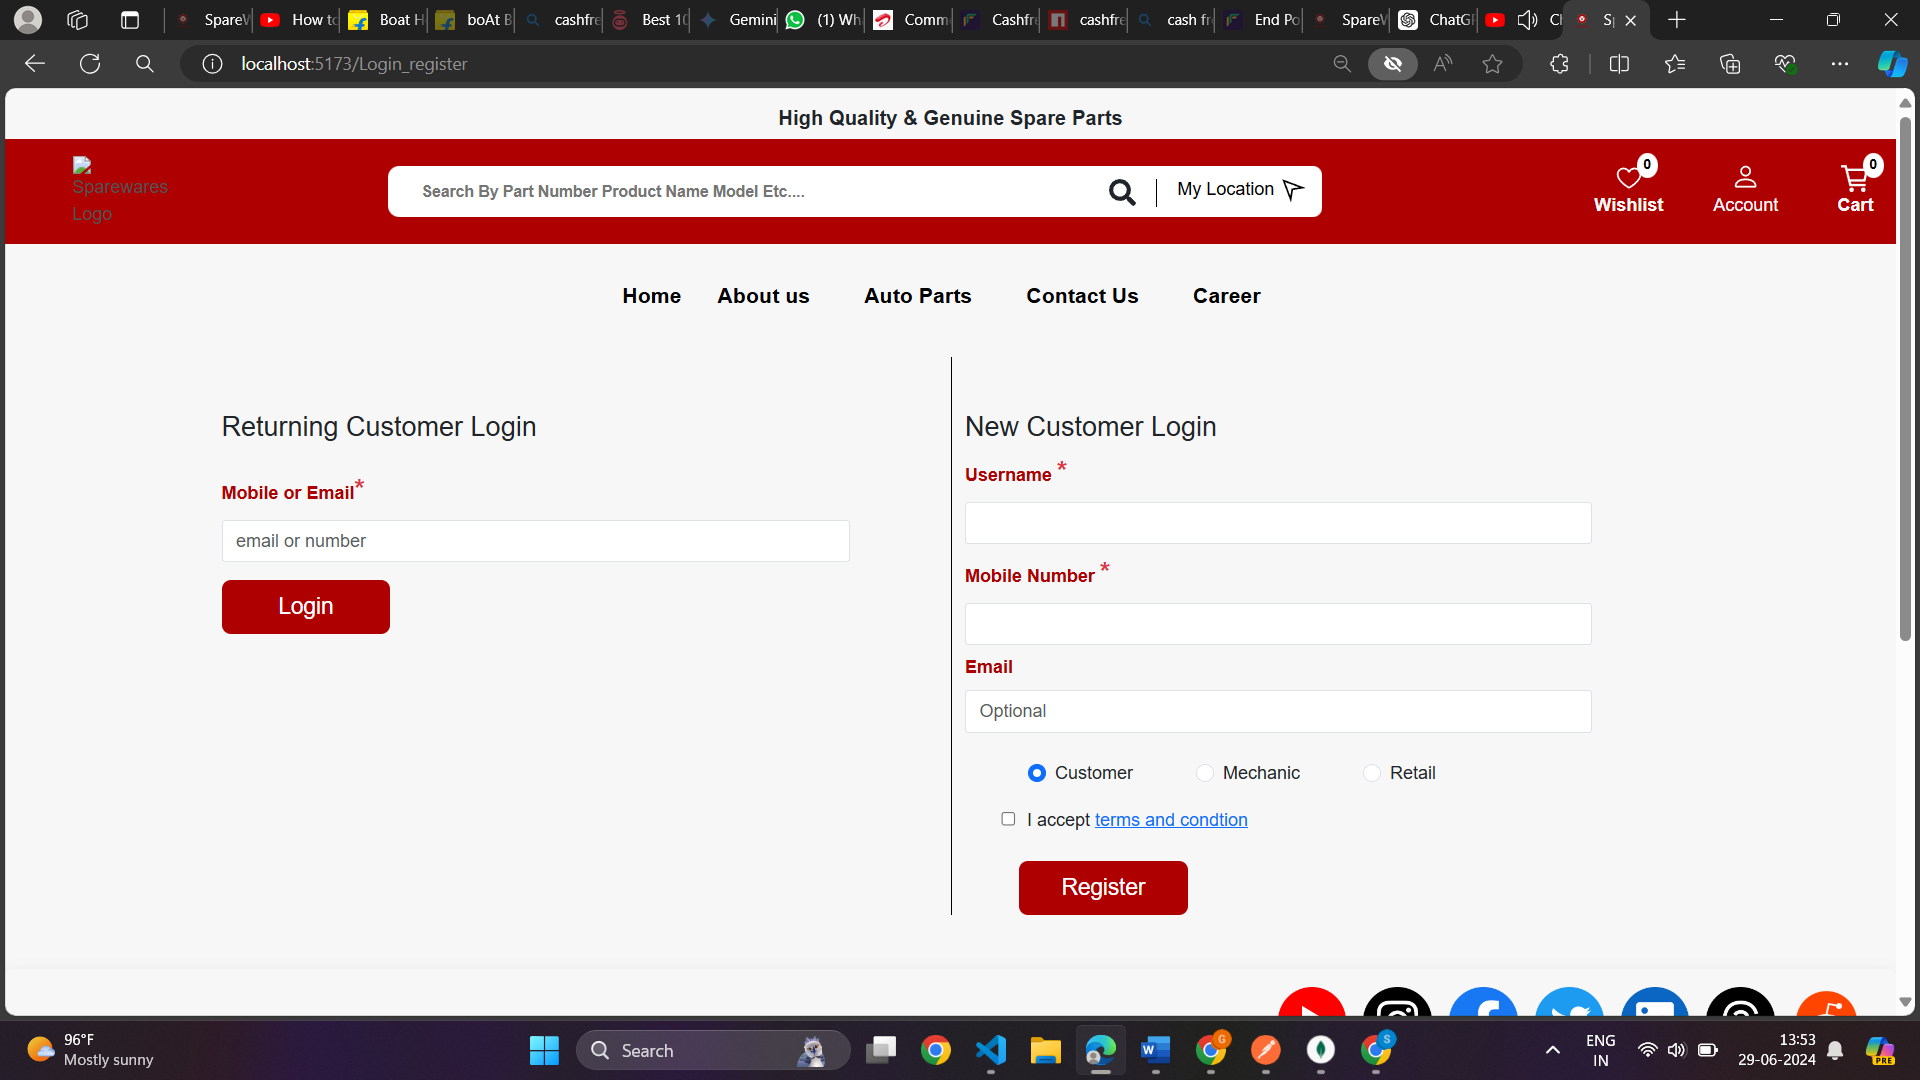 SpareW
How to
Boat H
boAt B
cashfre
Best 10
Gemini
(1) Wh
Comm
Cashfre
cashfre
cash fr
End Po
SpareW
ChatGP
Ch
Sp
localhost:5173/Login_register
High Quality & Genuine Spare Parts
Sparewares
Logo
Search By Part Number Product Name Model Etc....
My Location
0
Wishlist
Account
0
Cart
Home About us Auto Parts Contact Us Career
Returning Customer Login
Mobile or Email*
email or number
Login
New Customer Login
Username *
Mobile Number *
Email
Optional
Customer Mechanic Retail
I accept terms and condtion
Register
96°F
Mostly sunny
Search
G
S
ENG
IN
13:53
29-06-2024
PRE